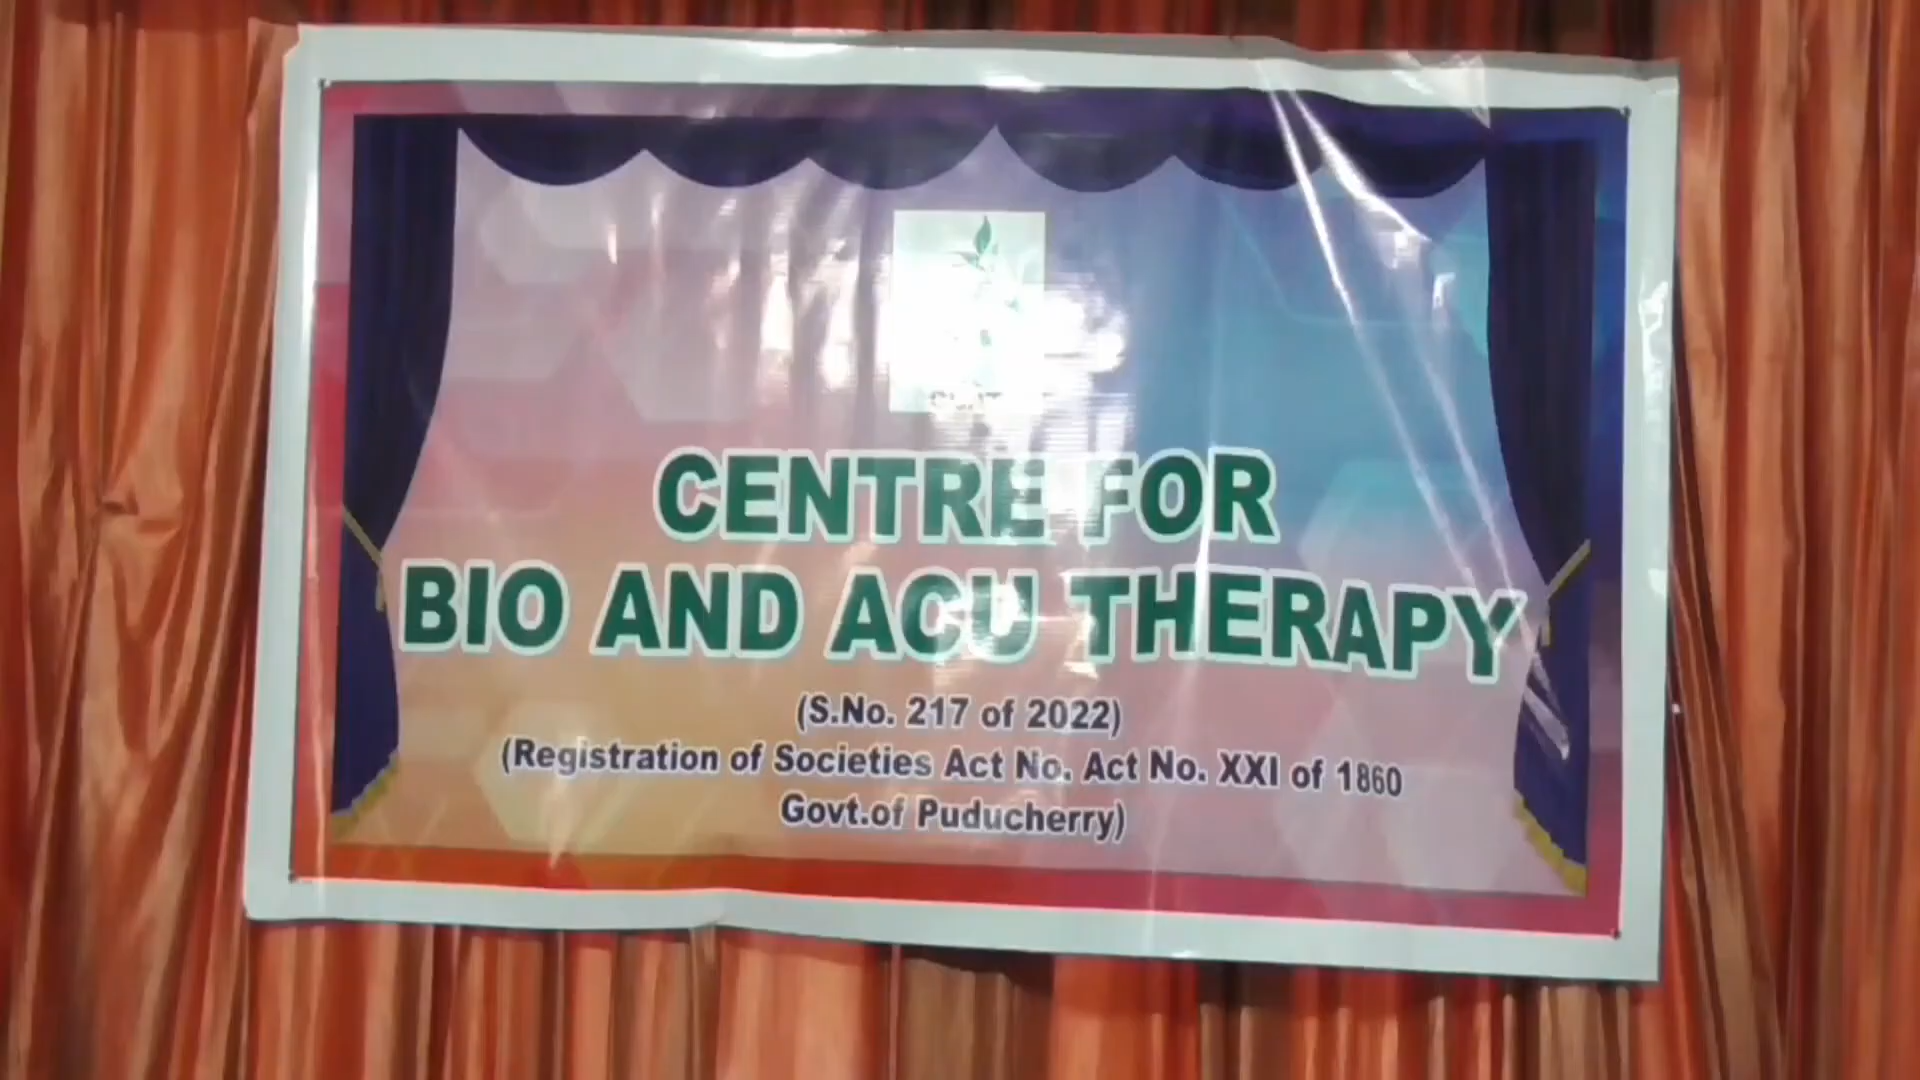 CENTRE FOR
BIO AND ACU THERAPY
(S.No. 217 of 2022)
(Registration of Societies Act No. Act No. XXI of 1860
Govt.of Puducherry)